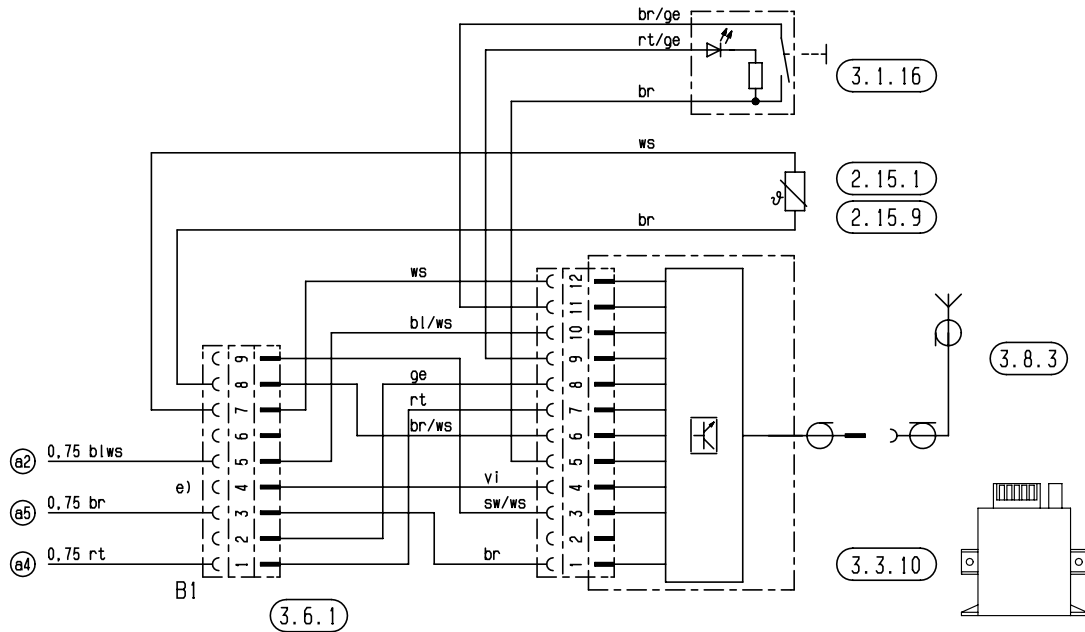 br/ge
rt/ge
3.1.16
br
ws
2.15.1
ϑ
2.15.9
br
ws
12
11
bl/ws
10
9
9
3.8.3
8
ge
8
7
rt
7
6
br/ws
6
a2 0,75 blws
5
5
e)
4
vi
4
a5 0,75 br
3
sw/ws
3
2
2
a4 0,75 rt
1
br
1
3.3.10
B1
3.6.1